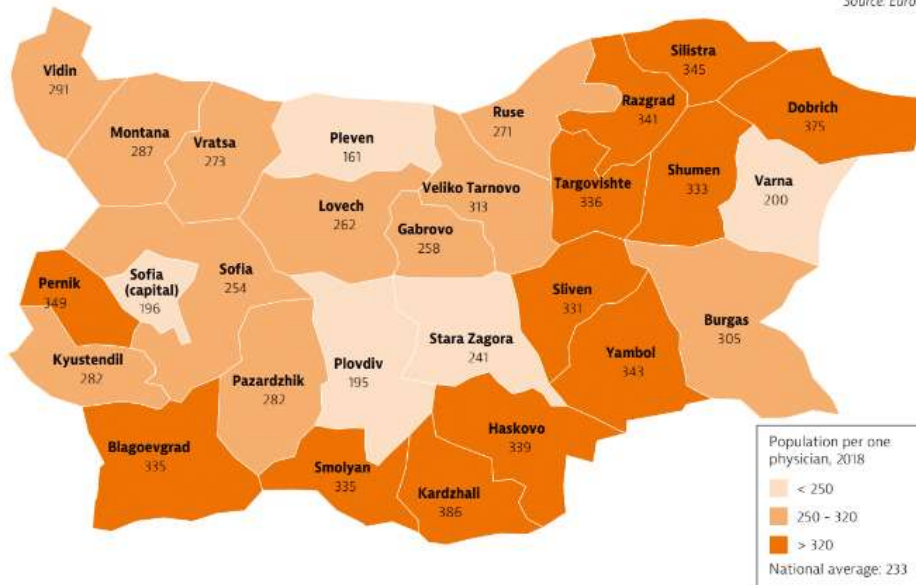 Source: Euro
Vidin
291
Montana
287
Vratsa
273
Pleven
161
Lovech
262
Veliko Tarnovo
313
Gabrovo
258
Ruse
271
Silistra
345
Razgrad
341
Dobrich
375
Targovishte
336
Shumen
333
Varna
200
Pernik
349
Sofia
(capital)
196
Sofia
254
Kyustendil
282
Pazardzhik
282
Plovdiv
195
Stara Zagora
241
Sliven
331
Yambol
343
Burgas
305
Blagoevgrad
335
Smolyan
335
Kardzhali
386
Haskovo
339
Population per one
physician, 2018
< 250
250 - 320
> 320
National average: 233